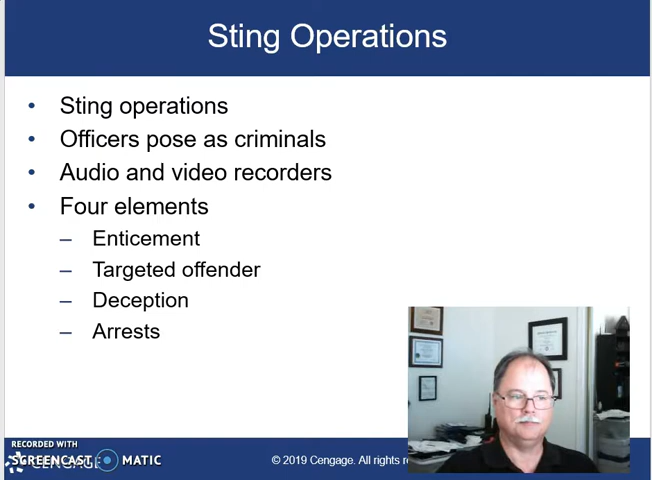 Sting Operations
• Sting operations
• Officers pose as criminals
• Audio and video recorders
• Four elements
– Enticement
– Targeted offender
– Deception
– Arrests
RECORDED WITH
SCREENCAST MATIC
CENGAGE
© 2019 Cengage. All rights